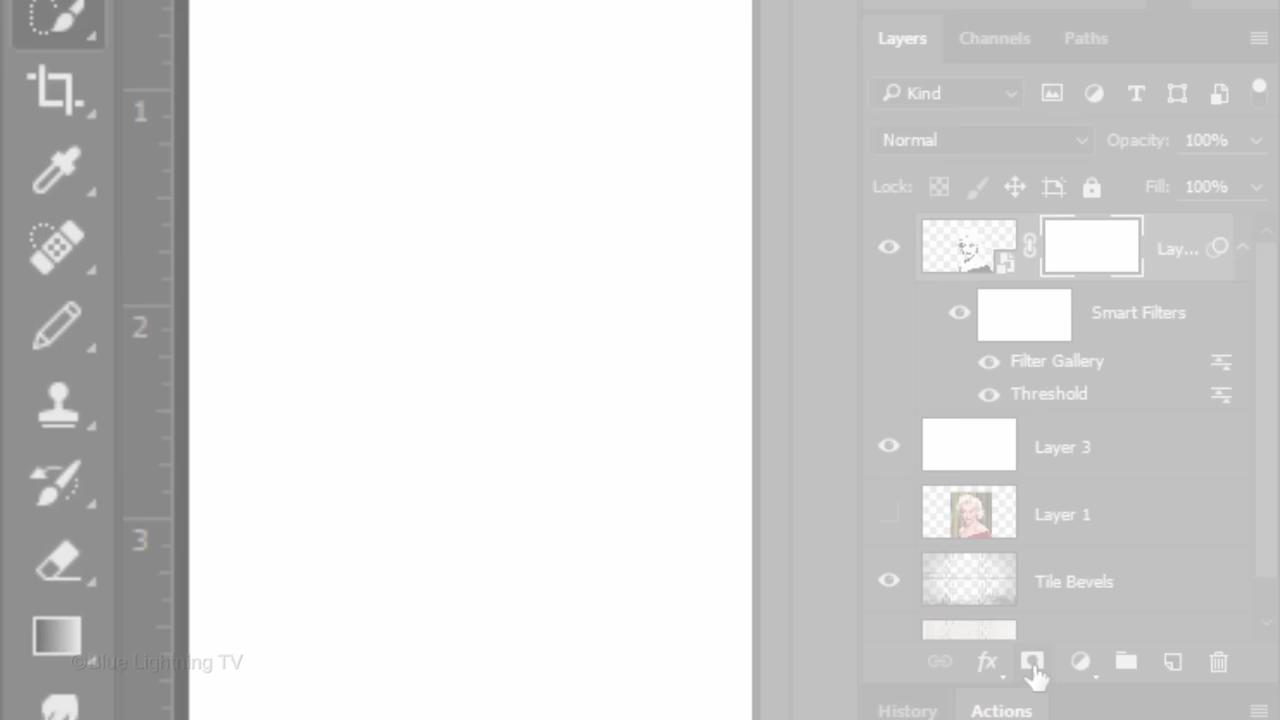 Layers Channels Paths
Kind
1
Normal Opacity: 100%
Lock: Fill: 100%
Lay...
Smart Filters
2
Filter Gallery
Threshold
Layer 3
Layer 1
3
Tile Bevels
fx
©Blue Lightning TV
History Actions